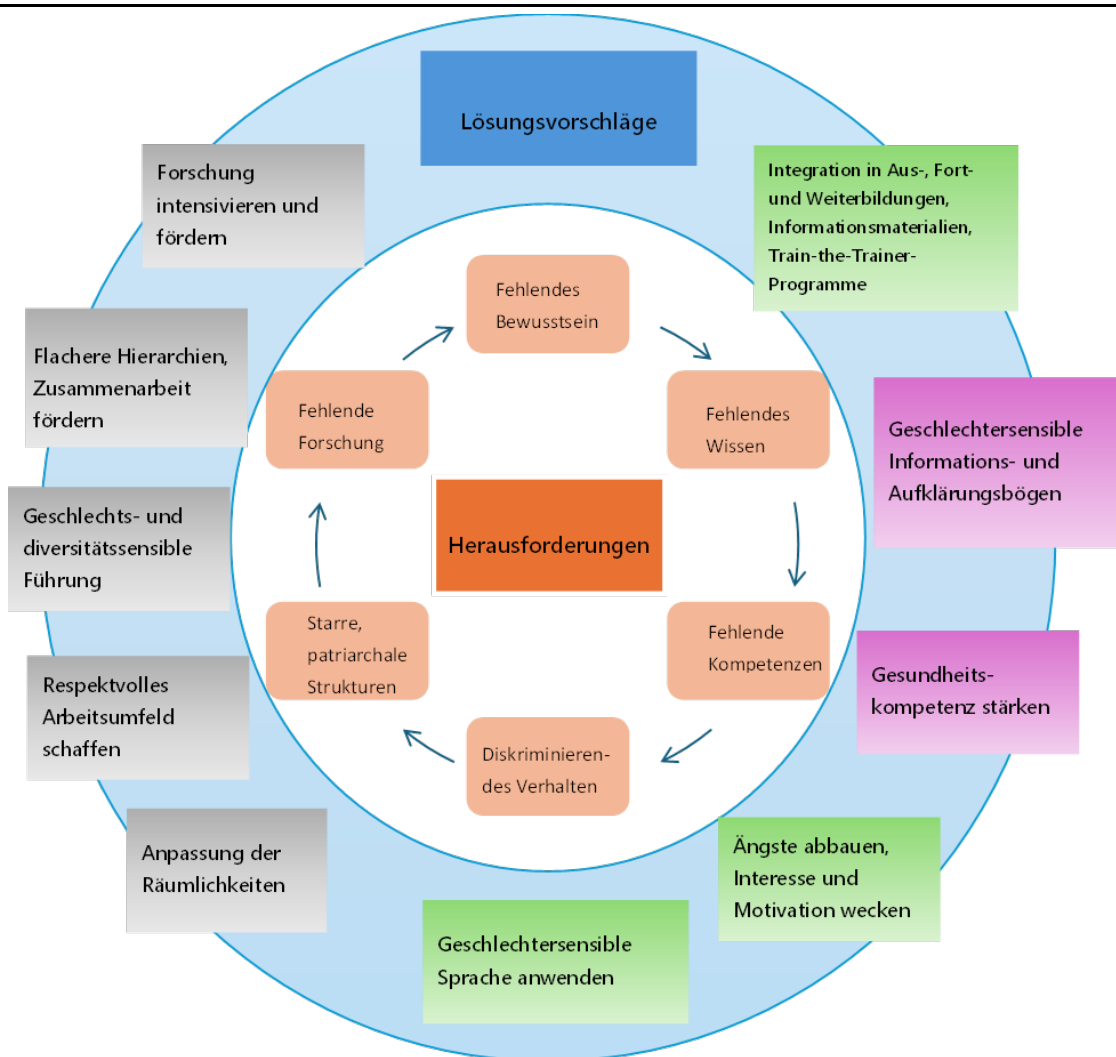 Lösungsvorschläge
Integration in Aus-, Fort-
und Weiterbildungen,
Informationsmaterialien,
Train-the-Trainer-
Programme
Geschlechtersensible
Informations- und
Aufklärungsbögen
Gesundheits-
kompetenz stärken
Ängste abbauen,
Interesse und
Motivation wecken
Geschlechtersensible
Sprache anwenden
Anpassung der
Räumlichkeiten
Respektvolles
Arbeitsumfeld
schaffen
Geschlechts- und
diversitätssensible
Führung
Flachere Hierarchien,
Zusammenarbeit
fördern
Forschung
intensivieren und
fördern
Herausforderungen
Fehlendes
Bewusstsein
Fehlendes
Wissen
Fehlende
Kompetenzen
Diskriminieren-
des Verhalten
Starre,
patriarchale
Strukturen
Fehlende
Forschung